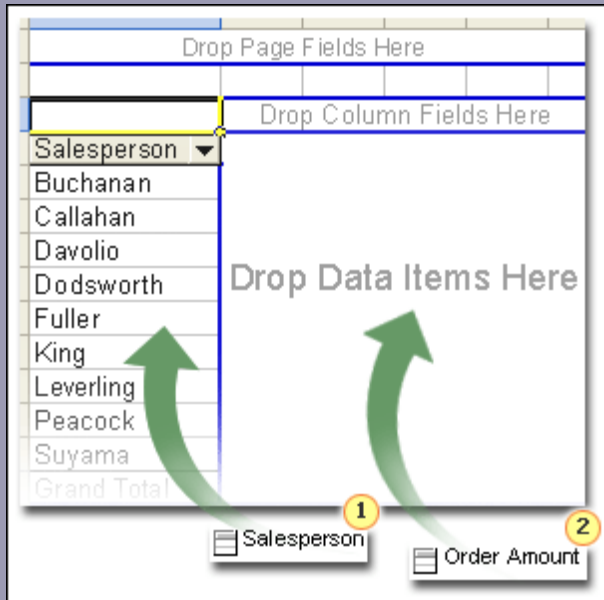 Drop Page Fields Here
Drop Column Fields Here
Salesperson
Buchanan
Callahan
Davolio
Dodsworth
Drop Data Items Here
Fuller
King
Leverling
Peacock
Suyama
Grand Total
1
Salesperson
2
Order Amount